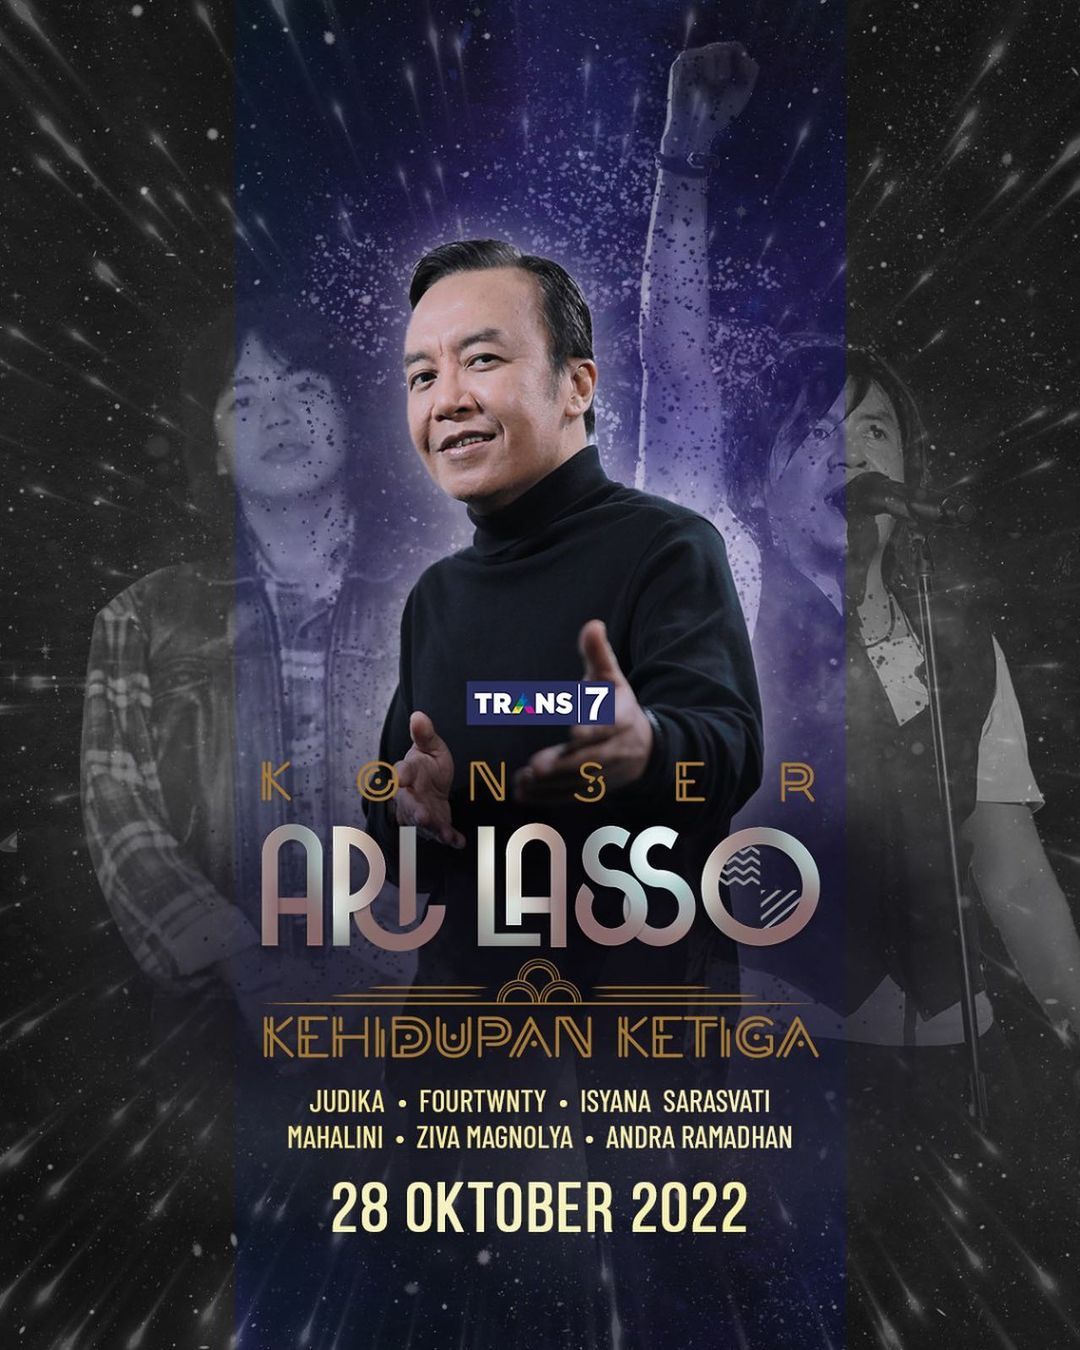 TRANS|7
KONSER
ARI LASSO
KEHIDUPAN KETIGA
JUDIKA • FOURTWNTY • ISYANA SARASVATI
MAHALINI • ZIVA MAGNOLYA • ANDRA RAMADHAN
28 OKTOBER 2022